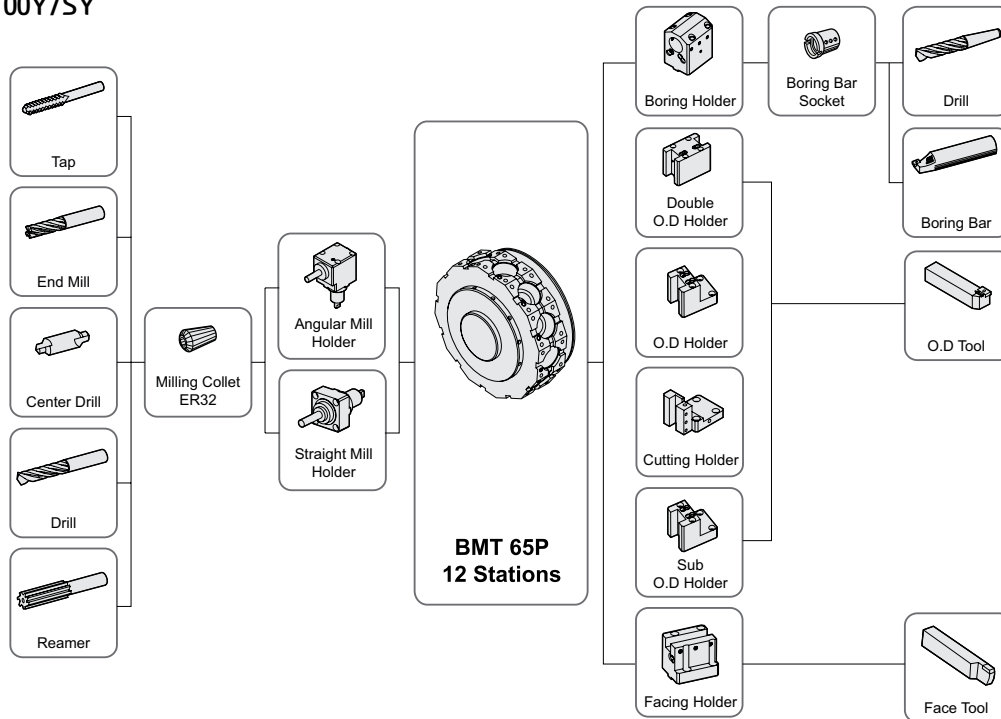 00Y/SY
Tap
End Mill
Center Drill
Drill
Reamer
Milling Collet
ER32
Angular Mill
Holder
Straight Mill
Holder
BMT 65P
12 Stations
Boring Holder
Double
O.D Holder
O.D Holder
Cutting Holder
Sub
O.D Holder
Facing Holder
Boring Bar
Socket
Drill
Boring Bar
O.D Tool
Face Tool